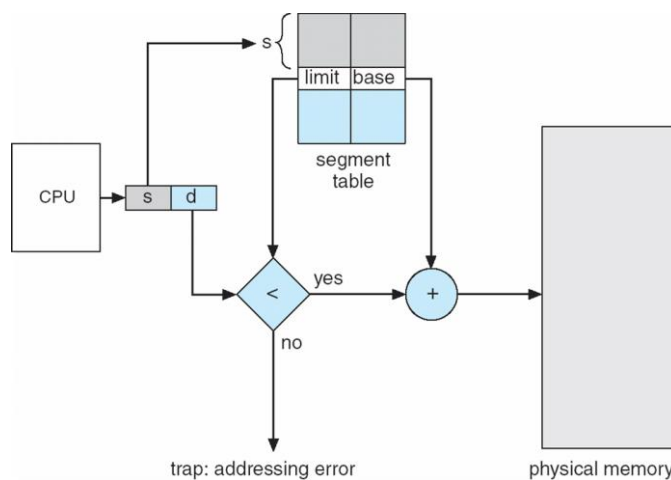 s
limit base
segment
table
CPU
s d
< yes +
no
trap: addressing error
physical memory